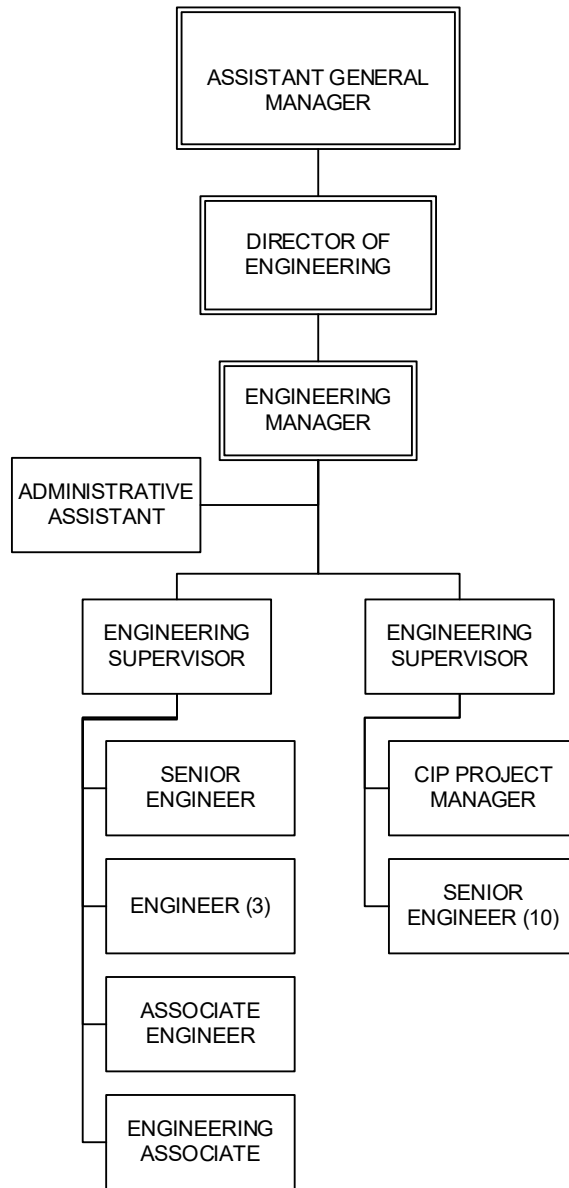 ASSISTANT GENERAL
MANAGER
DIRECTOR OF
ENGINEERING
ENGINEERING
MANAGER
ADMINISTRATIVE
ASSISTANT
ENGINEERING
SUPERVISOR
SENIOR
ENGINEER
ENGINEER (3)
ASSOCIATE
ENGINEER
ENGINEERING
ASSOCIATE
ENGINEERING
SUPERVISOR
CIP PROJECT
MANAGER
SENIOR
ENGINEER (10)